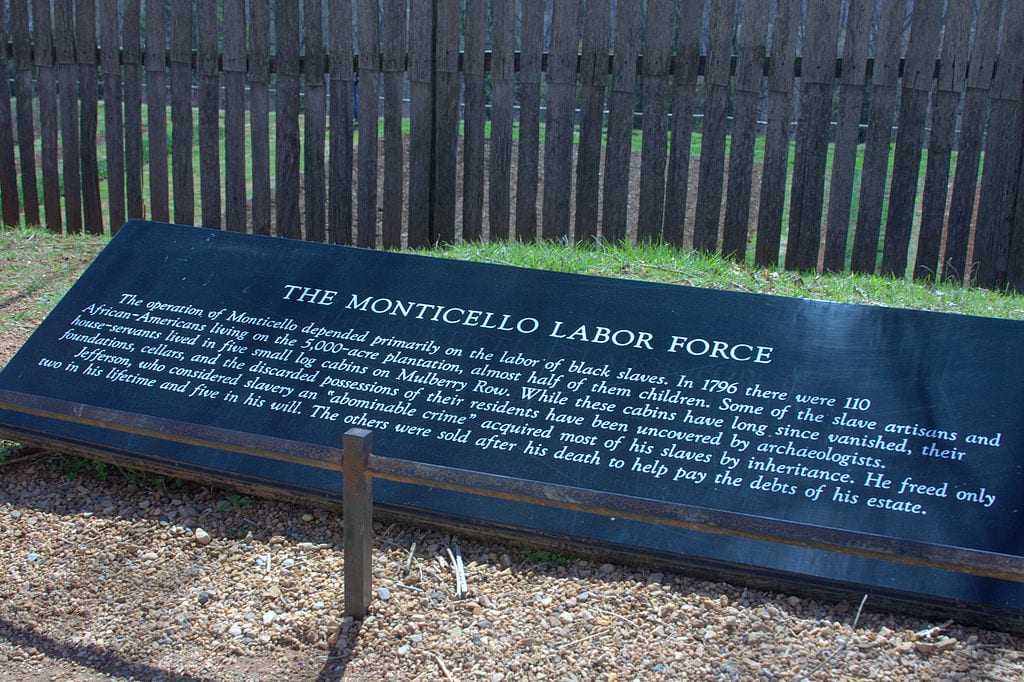 THE MONTICELLO LABOR FORCE
The operation of Monticello depended primarily on the labor of black slaves. In 1796 there were 110
African-Americans living on the 5,000-acre plantation, almost half of them children. Some of the slave artisans and
house-servants lived in five small log cabins on Mulberry Row. While these cabins have long since vanished, their
foundations, cellars, and the discarded possessions of their residents have been uncovered by archaeologists.
Jefferson, who considered slavery an "abominable crime" acquired most of his slaves by inheritance. He freed only
two in his lifetime and five in his will. The others were sold after his death to help pay the debts of his estate.